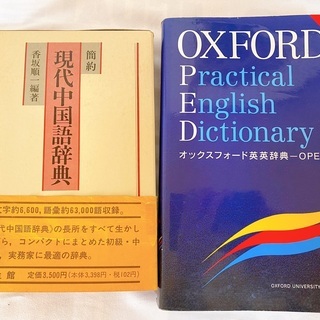 簡約
現代中国語辞典
香坂順一編著
字約6,600,語彙約63,000語収録。
代中国語辞典》の長所をすべて生かし
ら，コンパクトにまとめた初級・中
，実務家に最適の辞典。
館 定価3,500円(本体3,398円・税102円)
OXFORD
Practical
English
Dictionary
オックスフォード英英辞典－OPE
OXFORD UNIVERSITY